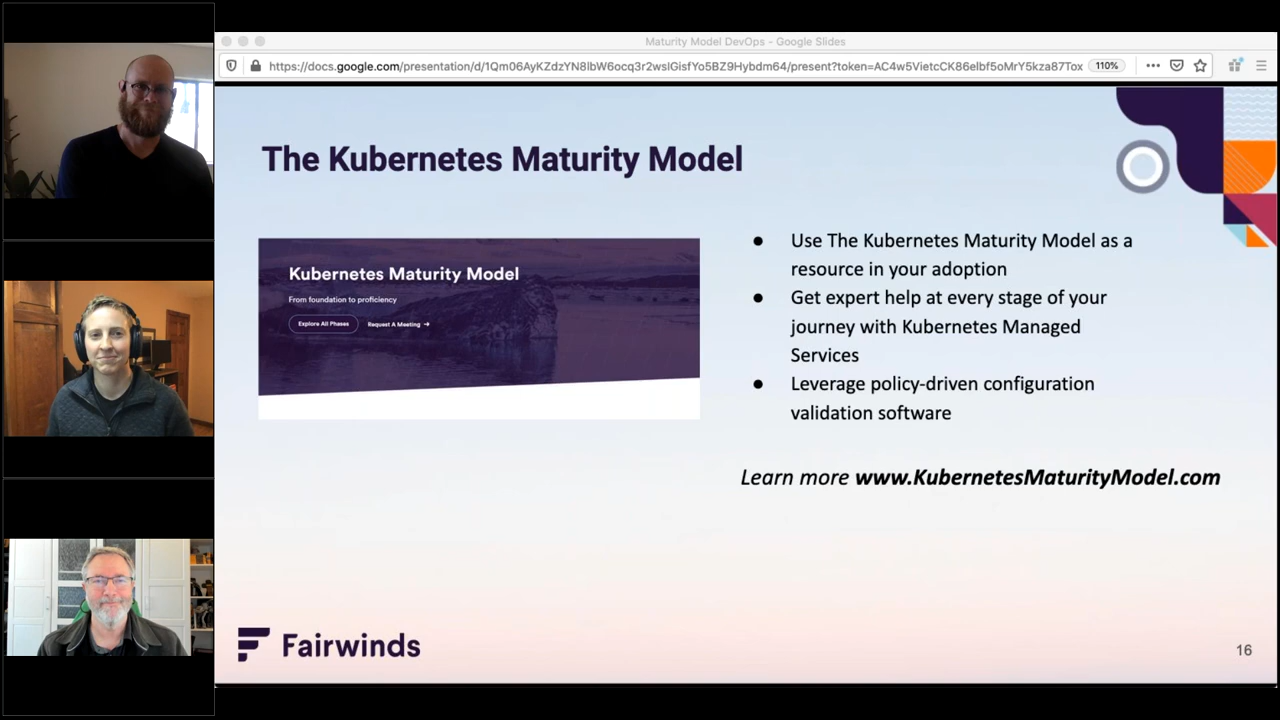 Maturity Model DevOps - Google Slides
https://docs.google.com/presentation/d/1Qm06AyKZdzYN8lbW6ocq3r2wslGisfYo5BZ9Hybdm64/present?token=AC4w5VietcCK86elbf5oMrY5kza87Tox
110%
The Kubernetes Maturity Model
Kubernetes Maturity Model
From foundation to proficiency
Explore All Phases
Request A Meeting →
● Use The Kubernetes Maturity Model as a
resource in your adoption
● Get expert help at every stage of your
journey with Kubernetes Managed
Services
● Leverage policy-driven configuration
validation software
Learn more www.KubernetesMaturityModel.com
Fairwinds
16